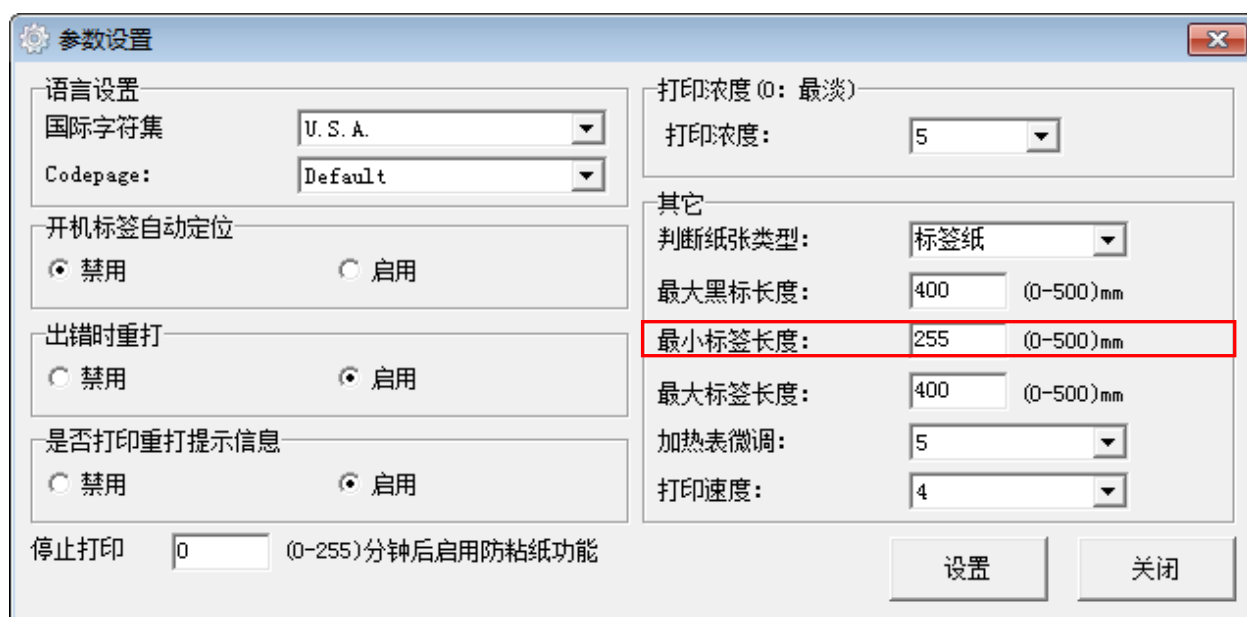 参数设置
语言设置
国际字符集 U.S.A.
Codepage: Default
开机标签自动定位
禁用 启用
出错时重打
禁用 启用
是否打印重打提示信息
禁用 启用
停止打印 0 (0-255)分钟后启用防粘纸功能
打印浓度(0: 最淡)
打印浓度: 5
其它
判断纸张类型: 标签纸
最大黑标长度: 400 (0-500)mm
最小标签长度: 255 (0-500)mm
最大标签长度: 400 (0-500)mm
加热表微调: 5
打印速度: 4
设置 关闭